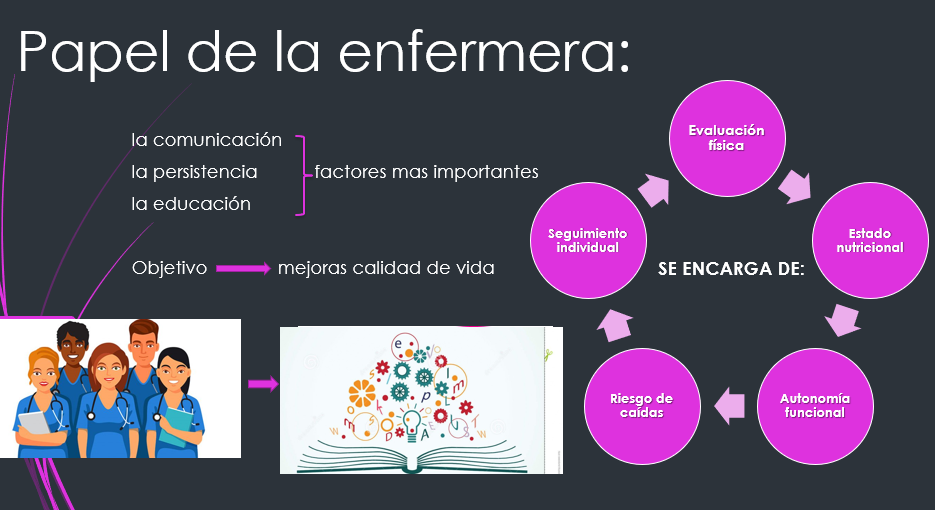 Papel de la enfermera:
la comunicación
la persistencia
la educación
factores mas importantes
Objetivo
mejoras calidad de vida
Evaluación
física
Estado
nutricional
Autonomía
funcional
Riesgo de
caídas
Seguimiento
individual
SE ENCARGA DE: